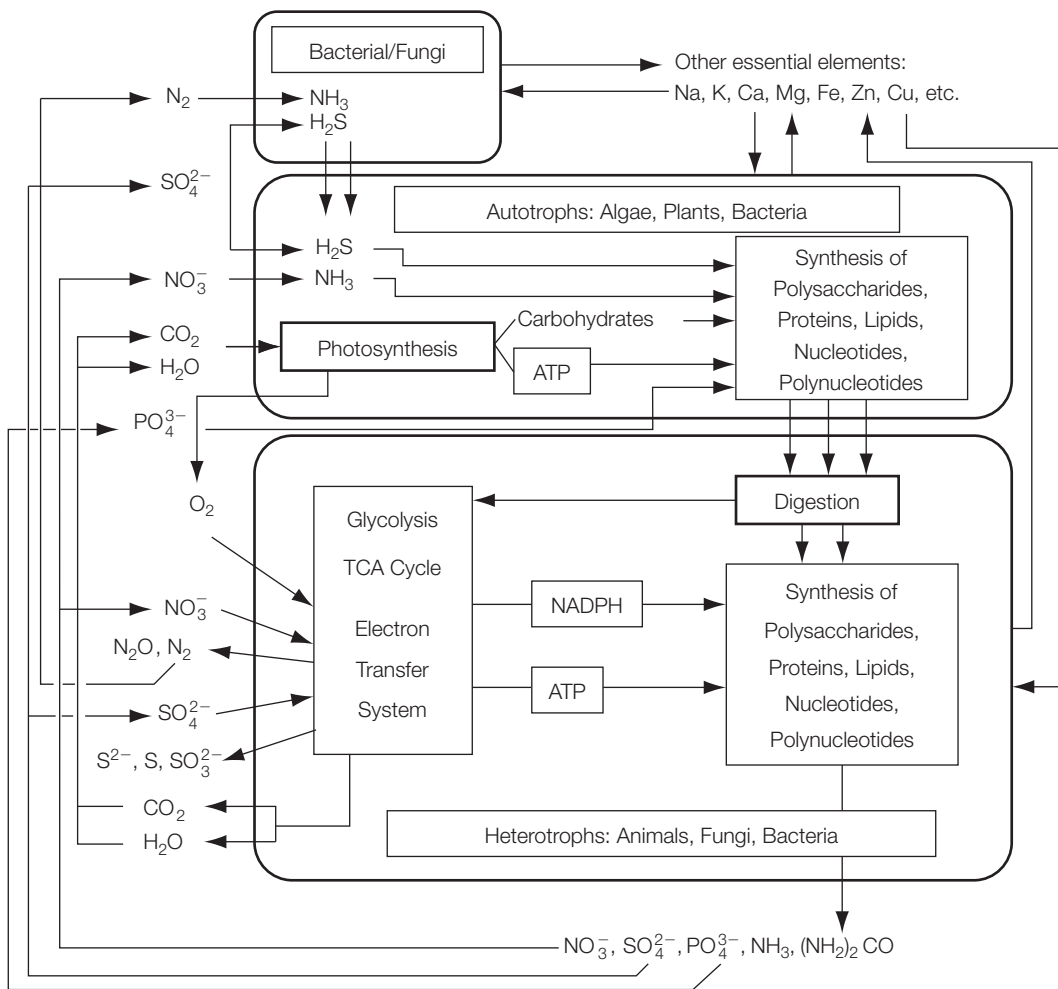 Bacterial/Fungi
Other essential elements:
Na, K, Ca, Mg, Fe, Zn, Cu, etc.
N₂
NH₃
H₂S
SO₄²⁻
Autotrophs: Algae, Plants, Bacteria
H₂S
NO₃⁻
NH₃
Synthesis of
Polysaccharides,
Proteins, Lipids,
Nucleotides,
Polynucleotides
CO₂
H₂O
Photosynthesis
Carbohydrates
ATP
PO₄³⁻
O₂
Digestion
Glycolysis
TCA Cycle
Electron
Transfer
System
NO₃⁻
N₂O, N₂
SO₄²⁻
S²⁻, S, SO₃²⁻
NADPH
ATP
Synthesis of
Polysaccharides,
Proteins, Lipids,
Nucleotides,
Polynucleotides
CO₂
H₂O
Heterotrophs: Animals, Fungi, Bacteria
NO₃⁻, SO₄²⁻, PO₄³⁻, NH₃, (NH₂)₂ CO